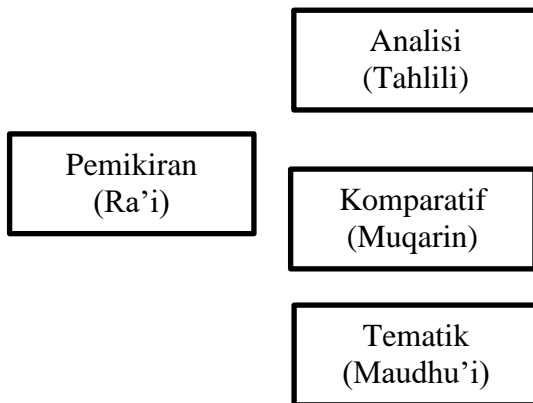 Analisi
(Tahlili)
Pemikiran
(Ra’i)
Komparatif
(Muqarin)
Tematik
(Maudhu’i)